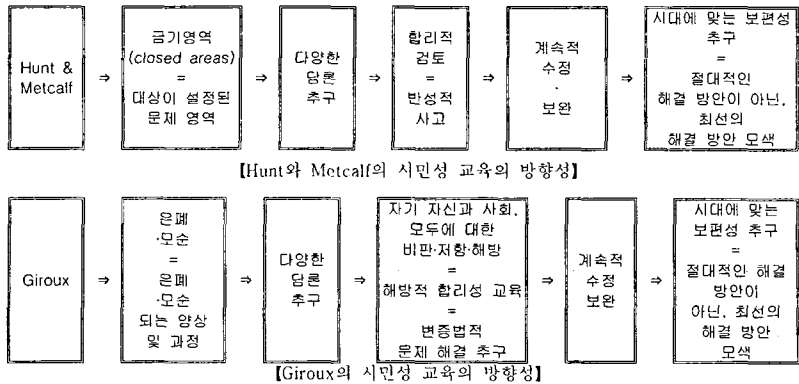 Hunt &
Metcalf
⇒
금기영역
(closed areas)
=
대상이 설정된
문제 영역
⇒
다양한
담론
추구
⇒
합리적
검토
=
반성적
사고
⇒
계속적
수정
·
보완
⇒
시대에 맞는 보편성
추구
=
절대적인
해결 방안이 아닌,
최선의
해결 방안 모색
【Hunt와 Metcalf의 시민성 교육의 방향성】
Giroux
⇒
은폐
·모순
=
은폐
·모순
되는 양상
및 과정
⇒
다양한
담론
추구
⇒
자기 자신과 사회,
모두에 대한
비판·저항·해방
=
해방적 합리성 교육
=
변증법적
문제 해결 추구
⇒
계속적
수정
보완
⇒
시대에 맞는
보편성 추구
=
절대적인 해결
방안이
아닌, 최선의
해결 방안
모색
【Giroux의 시민성 교육의 방향성】